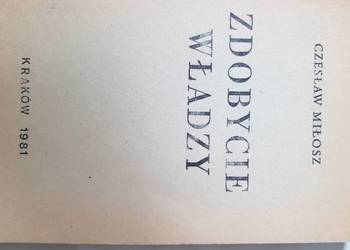 CZESŁAW MIŁOSZ
ZDOBYCIE
WŁADZY
KRAKÓW 1981